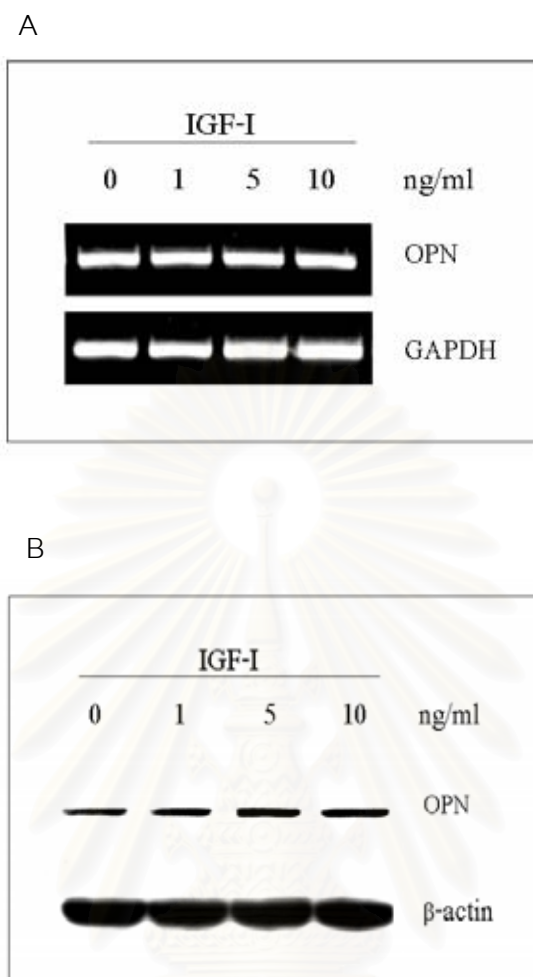 A
IGF-I
0 1 5 10 ng/ml
OPN
GAPDH
B
IGF-I
0 1 5 10 ng/ml
OPN
β-actin